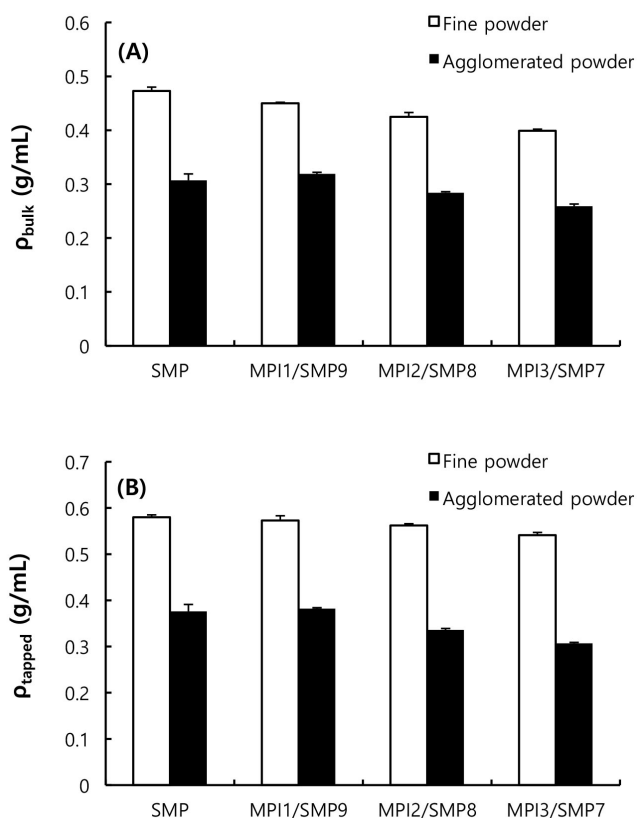 (A)
Fine powder
Agglomerated powder
ρbulk (g/mL)
0.6
0.5
0.4
0.3
0.2
0.1
0
SMP MPI1/SMP9 MPI2/SMP8 MPI3/SMP7
(B)
Fine powder
Agglomerated powder
ρtapped (g/mL)
0.7
0.6
0.5
0.4
0.3
0.2
0.1
0
SMP MPI1/SMP9 MPI2/SMP8 MPI3/SMP7